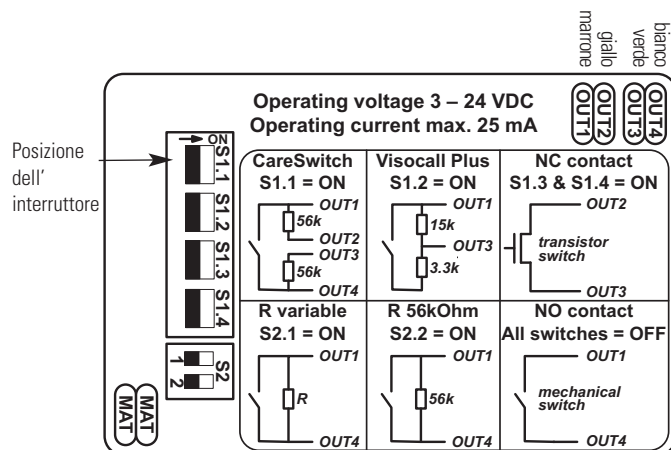 marrone
giallo
verde
bianco
OUT1
OUT2
OUT3
OUT4
Operating voltage 3 – 24 VDC
Operating current max. 25 mA
Posizione
dell'
interruttore
ON
S1.1
S1.2
S1.3
S1.4
S2
1
2
MAT
MAT
CareSwitch
S1.1 = ON
OUT1
56k
OUT2
OUT3
56k
OUT4
Visocall Plus
S1.2 = ON
OUT1
15k
OUT3
3.3k
OUT4
NC contact
S1.3 & S1.4 = ON
OUT2
transistor
switch
OUT3
R variable
S2.1 = ON
OUT1
R
OUT4
R 56kOhm
S2.2 = ON
OUT1
56k
OUT4
NO contact
All switches = OFF
OUT1
mechanical
switch
OUT4